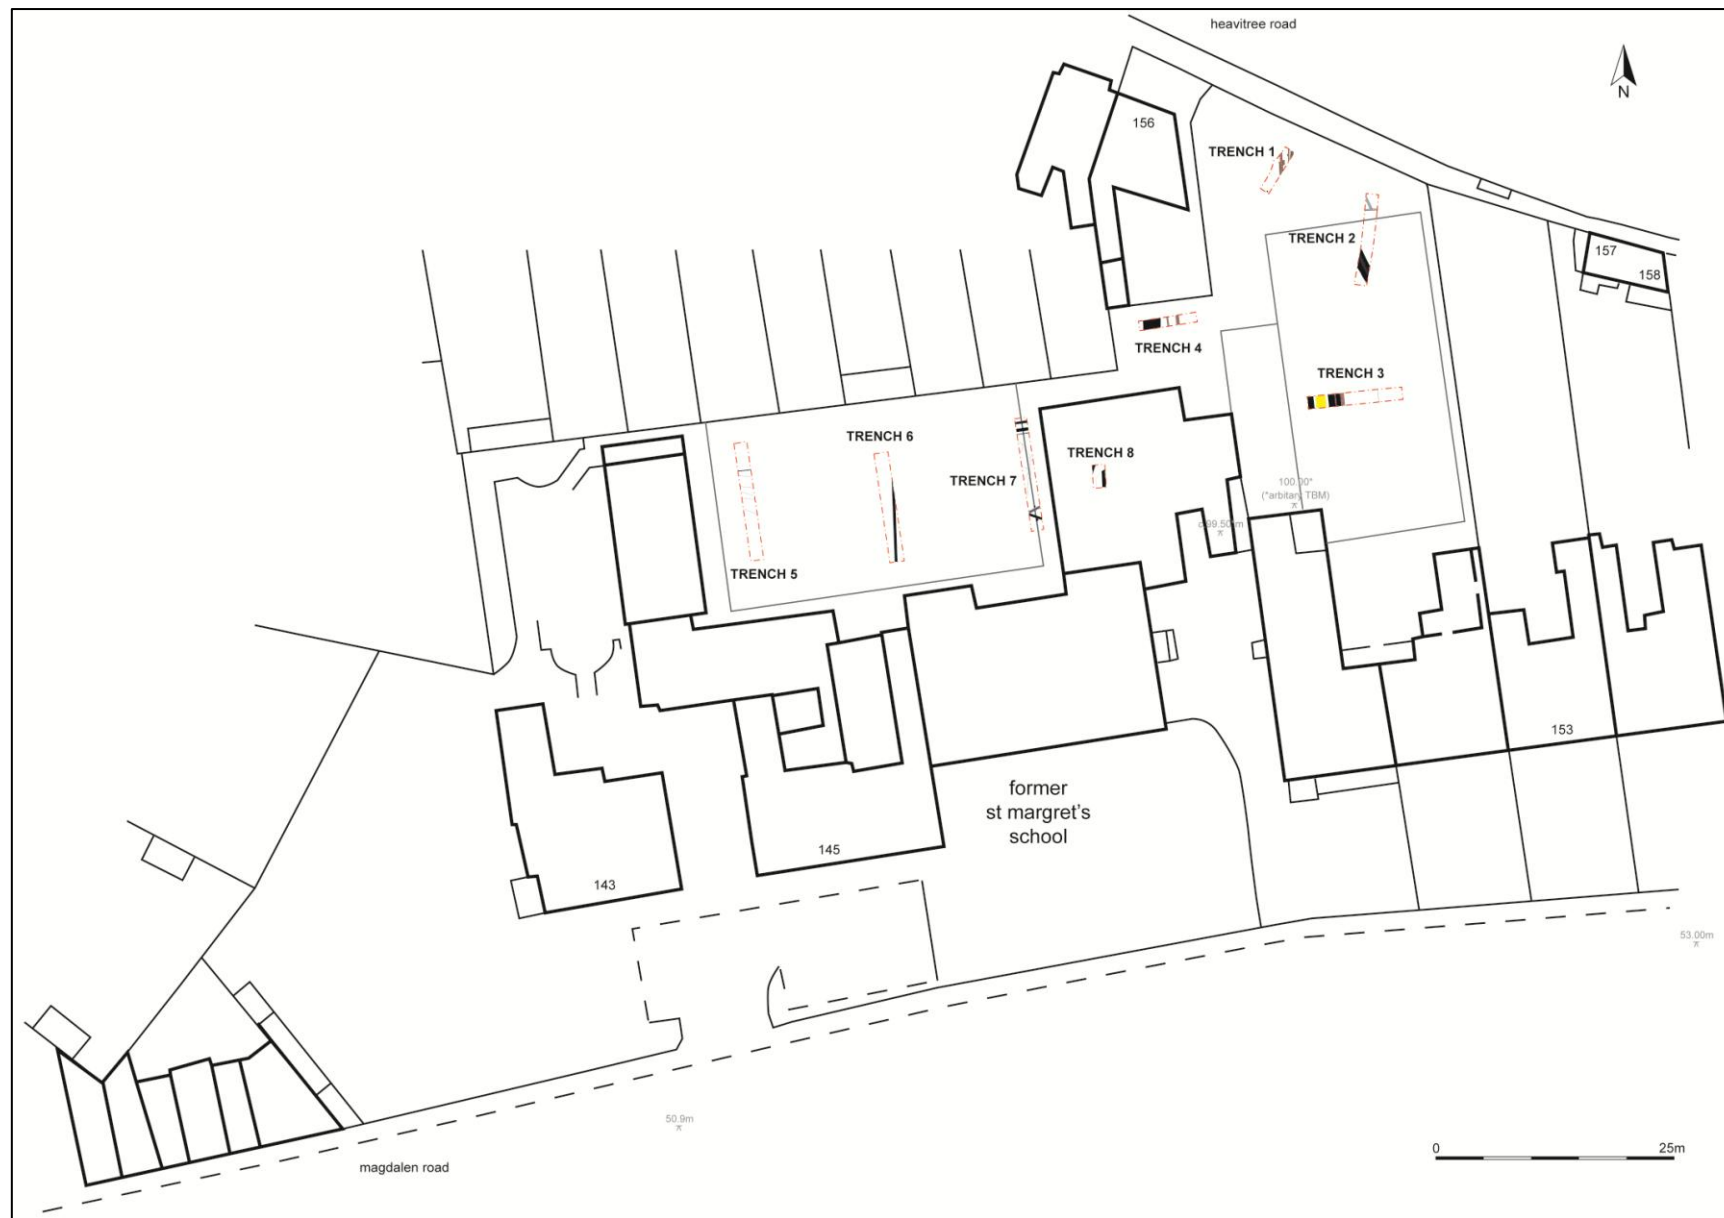 heavitree road
N
156
TRENCH 1
TRENCH 2
157
158
TRENCH 4
TRENCH 3
TRENCH 6
TRENCH 8
TRENCH 7
100.00*
(*arbitary TBM)
TRENCH 5
153
former
st margret's
school
145
143
53.00m
50.9m
0
25m
magdalen road